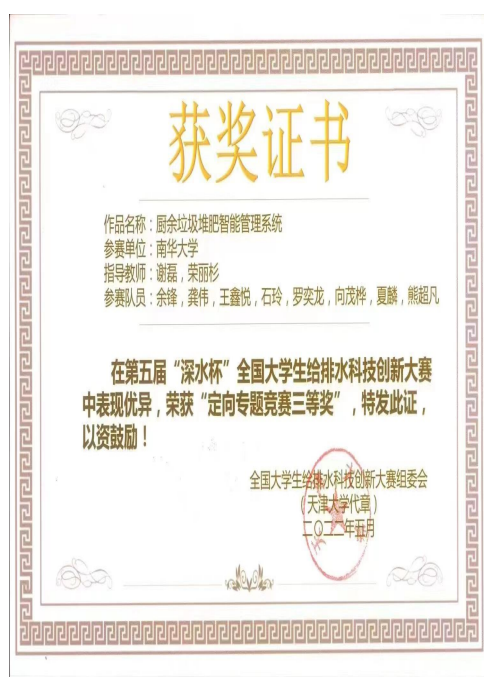 获奖证书
作品名称：厨余垃圾堆肥智能管理系统
参赛单位：南华大学
指导教师：谢磊，荣丽杉
参赛队员：余锋，龚伟，王鑫悦，石玲，罗奕龙，向茂桦，夏麟，熊超凡
在第五届“深水杯”全国大学生给排水科技创新大赛
中表现优异，荣获“定向专题竞赛三等奖”，特发此证，
以资鼓励！
全国大学生给排水科技创新大赛组委会
（天津大学代章）
二〇二二年五月